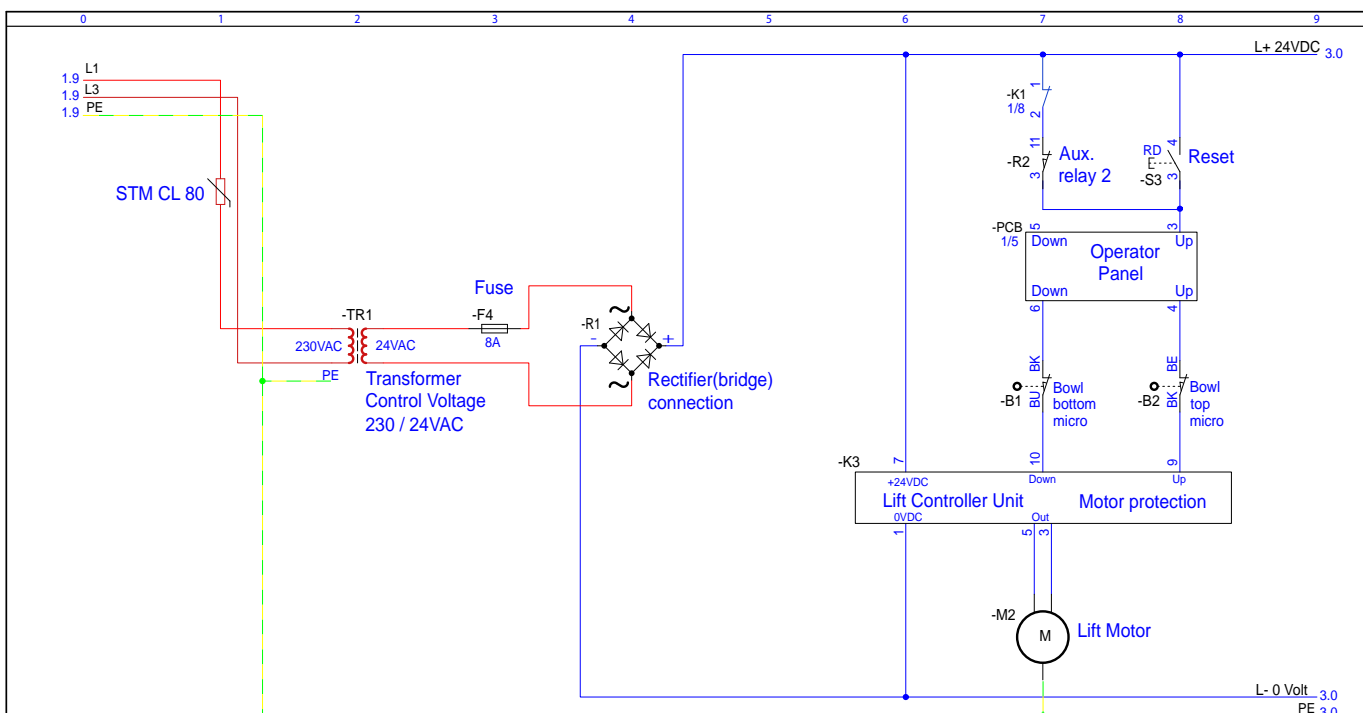 0 1 2 3 4 5 6 7 8 9
L+ 24VDC 3.0
1.9 L1
1.9 L3
1.9 PE
-K1
1/8
1
2
11
-R2
3
Aux.
relay 2
4
RD
-S3
3
Reset
STM CL 80
-PCB
1/5
5
3
Down Up
Operator
Panel
Down Up
6
4
Fuse
-TR1
-F4
8A
230VAC 24VAC
PE
Transformer
Control Voltage
230 / 24VAC
~
-R1
- +
~
Rectifier(bridge)
connection
BK
-B1
BU
Bowl
bottom
micro
BE
-B2
BK
Bowl
top
micro
-K3
7
10
9
+24VDC Down Up
Lift Controller Unit Motor protection
0VDC Out
1
5
3
-M2
M
Lift Motor
L- 0 Volt 3.0
PE 3.0